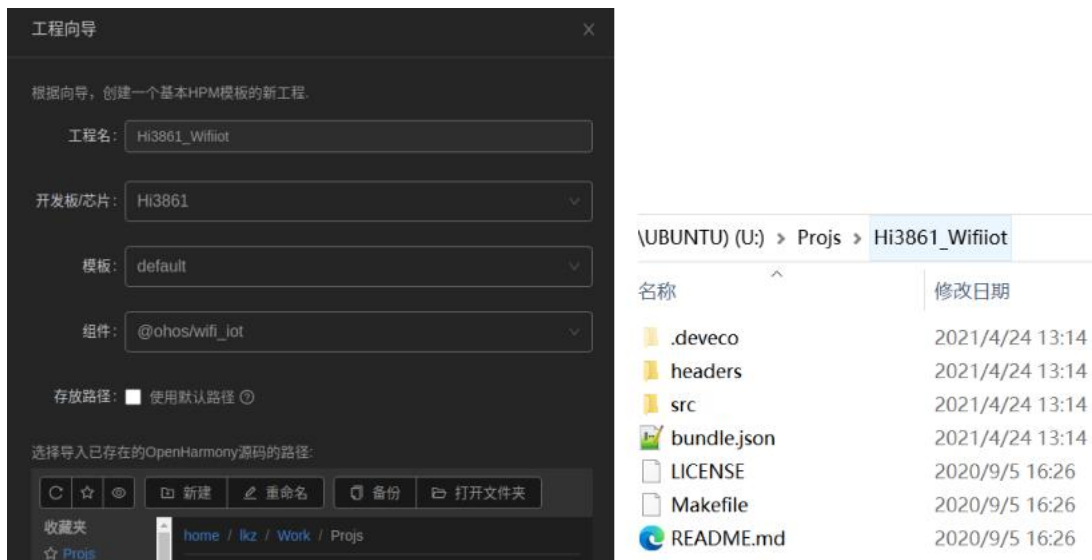 工程向导
根据向导，创建一个基本HPM模板的新工程.
工程名: Hi3861_Wifiiot
开发板/芯片: Hi3861
模板: default
组件: @ohos/wifi_iot
存放路径: 使用默认路径
选择导入已存在的OpenHarmony源码的路径:
新建 重命名 备份 打开文件夹
收藏夹
home / lkz / Work / Projs
Projs
\UBUNTU) (U:) > Projs > Hi3861_Wifiiot
名称 修改日期
.deveco 2021/4/24 13:14
headers 2021/4/24 13:14
src 2021/4/24 13:14
bundle.json 2021/4/24 13:14
LICENSE 2020/9/5 16:26
Makefile 2020/9/5 16:26
README.md 2020/9/5 16:26